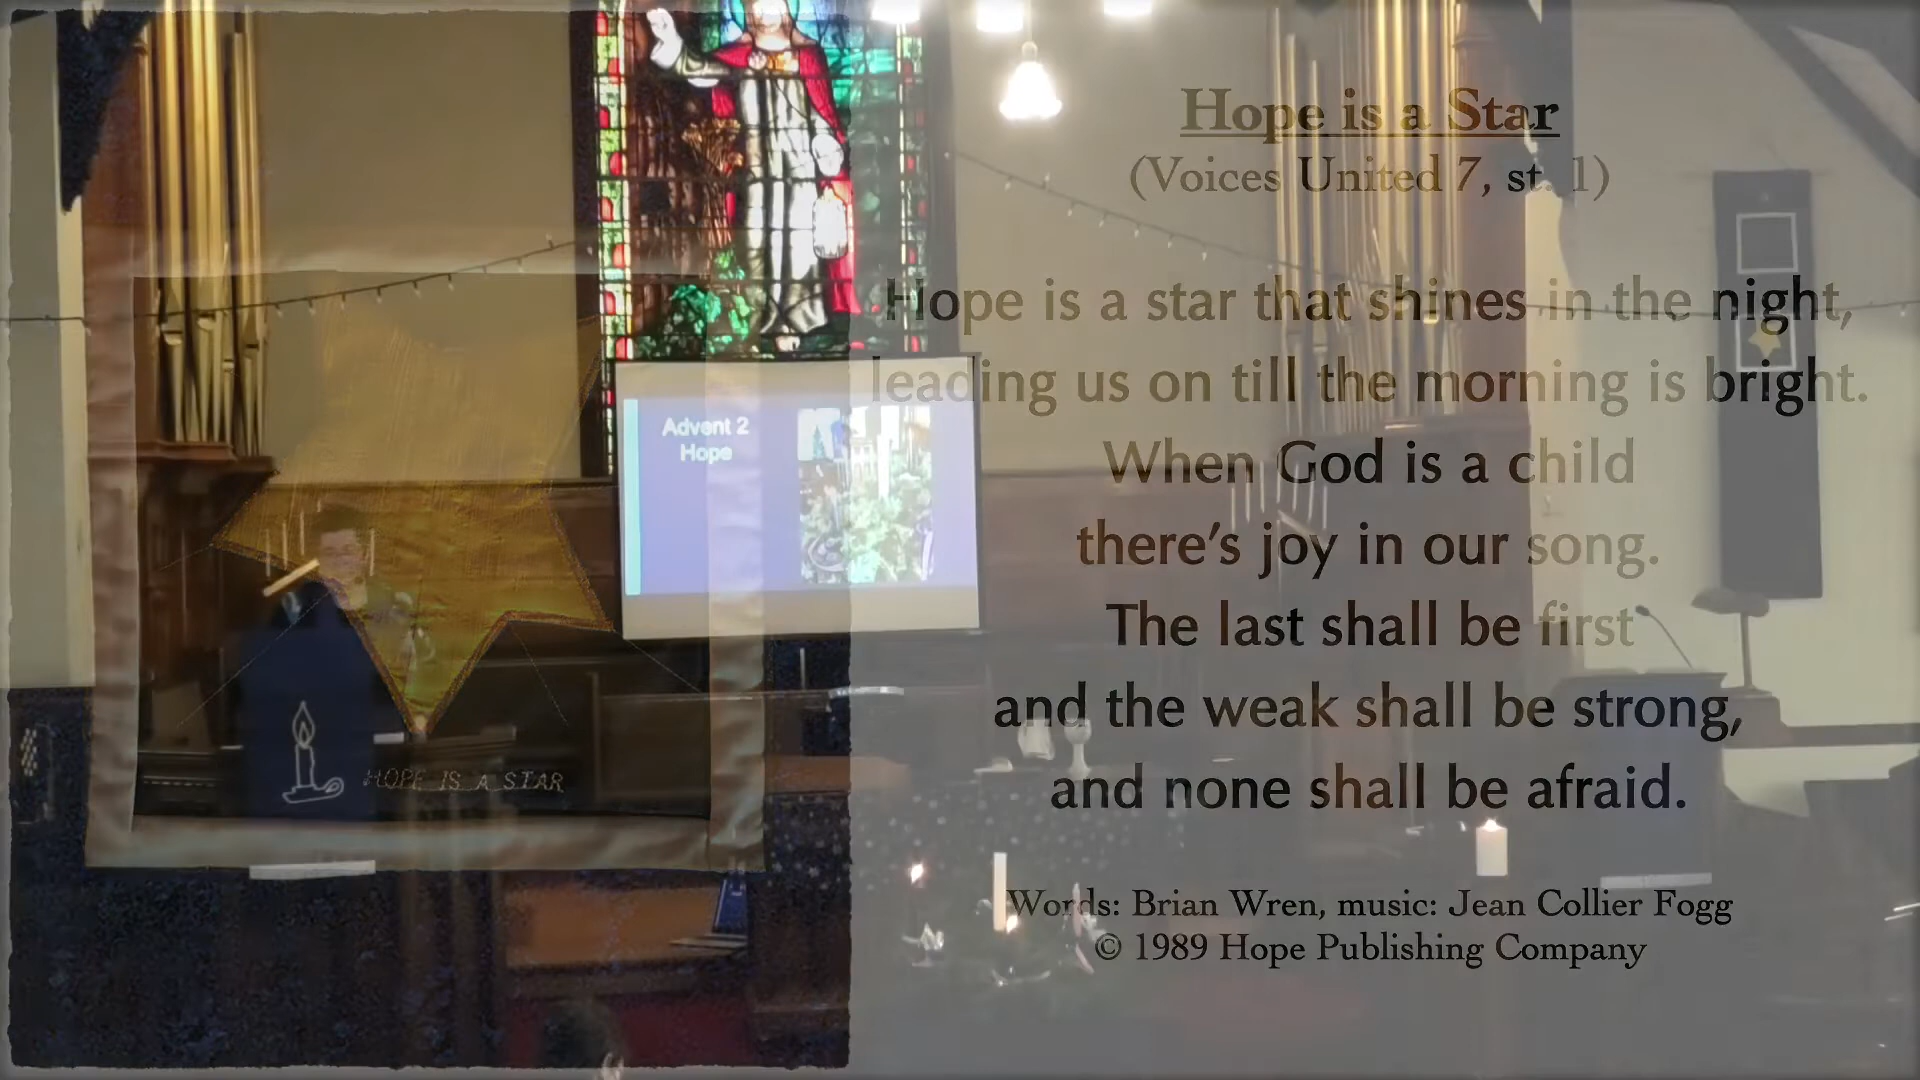 Hope is a Star
(Voices United 7, st. 1)
Hope is a star that shines in the night,
leading us on till the morning is bright.
When God is a child
there's joy in our song.
The last shall be first
and the weak shall be strong,
and none shall be afraid.
Words: Brian Wren, music: Jean Collier Fogg
© 1989 Hope Publishing Company
Advent 2
Hope
HOPE IS A STAR